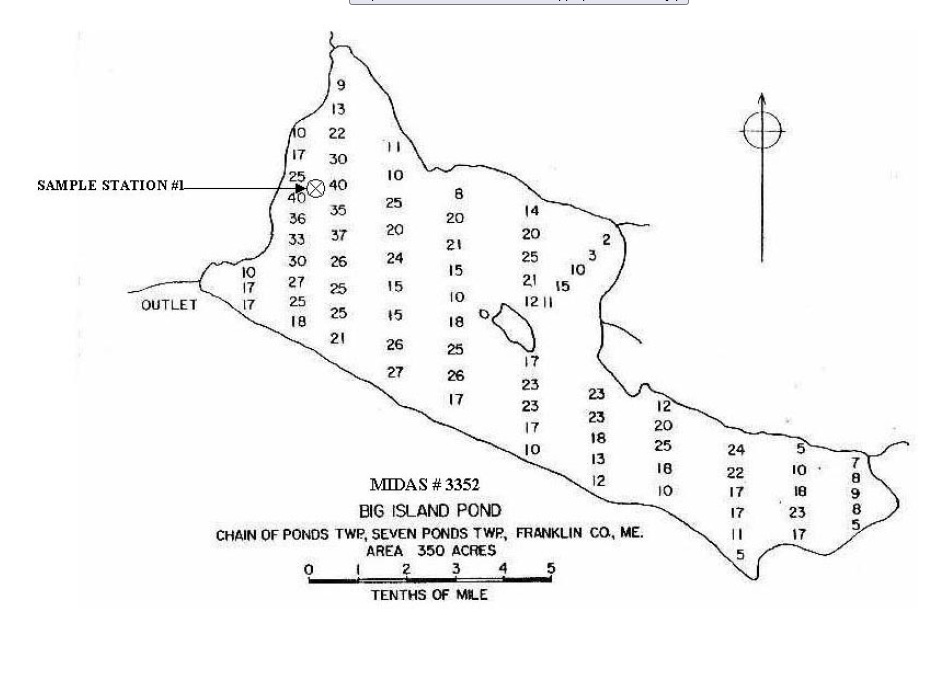 9
13
10 22
11
17 30
25 10
SAMPLE STATION #1 40 40
8
36 35 25 14
20
33 37 20 20 2
21
30 26 24 25 3
10 15 10
17 27 25 15 21 15
OUTLET 17 25 25 15 10 12 11
18 18
21 26 25
17
27 26 23 23 12
17 23 23 20
17 18 25 24 5
10 13 18 22 10 7
8
12 10 17 18 9
MIDAS # 3352
17 23 8
BIG ISLAND POND
11 17 5
5
CHAIN OF PONDS TWP., SEVEN PONDS TWP., FRANKLIN CO., ME.
AREA 350 ACRES
0 1 2 3 4 5
TENTHS OF MILE